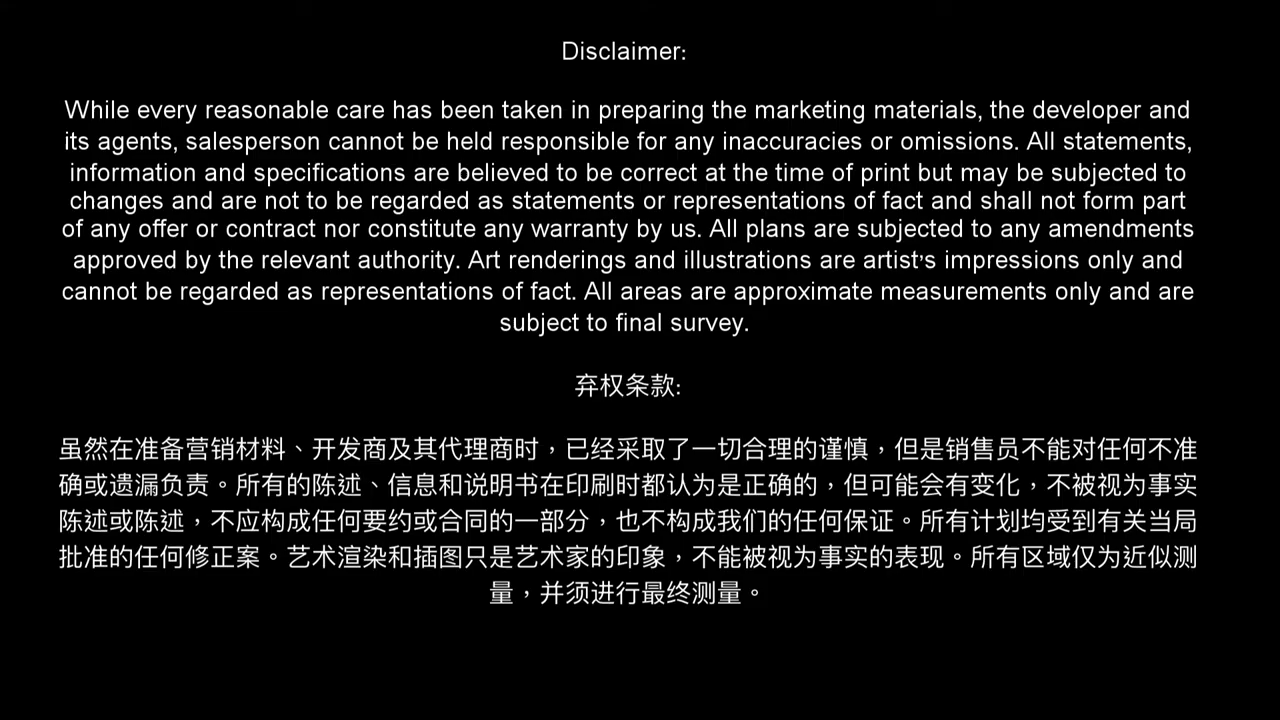 Disclaimer:
While every reasonable care has been taken in preparing the marketing materials, the developer and
its agents, salesperson cannot be held responsible for any inaccuracies or omissions. All statements,
information and specifications are believed to be correct at the time of print but may be subjected to
changes and are not to be regarded as statements or representations of fact and shall not form part
of any offer or contract nor constitute any warranty by us. All plans are subjected to any amendments
approved by the relevant authority. Art renderings and illustrations are artist's impressions only and
cannot be regarded as representations of fact. All areas are approximate measurements only and are
subject to final survey.
弃权条款:
虽然在准备营销材料、开发商及其代理商时，已经采取了一切合理的谨慎，但是销售员不能对任何不准
确或遗漏负责。所有的陈述、信息和说明书在印刷时都认为是正确的，但可能会有变化，不被视为事实
陈述或陈述，不应构成任何要约或合同的一部分，也不构成我们的任何保证。所有计划均受到有关当局
批准的任何修正案。艺术渲染和插图只是艺术家的印象，不能被视为事实的表现。所有区域仅为近似测
量，并须进行最终测量。